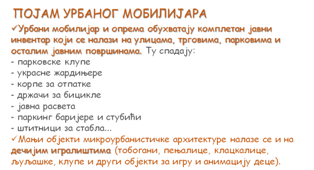 ПОЈАМ УРБАНОГ МОБИЛИЈАРА
✓Урбани мобилијар и опрема обухватају комплетан јавни
инвентар који се налази на улицама, трговима, парковима и
осталим јавним површинама. Ту спадају:
- парковске клупе
- украсне жардињере
- корпе за отпатке
- држачи за бицикле
- јавна расвета
- паркинг баријере и стубићи
- штитници за стабла...
✓Мањи објекти микроурбанистичке архитектуре налазе се и на
дечијим игралиштима (тобогани, пењалице, клацкалице,
љуљашке, клупе и други објекти за игру и анимацију деце).